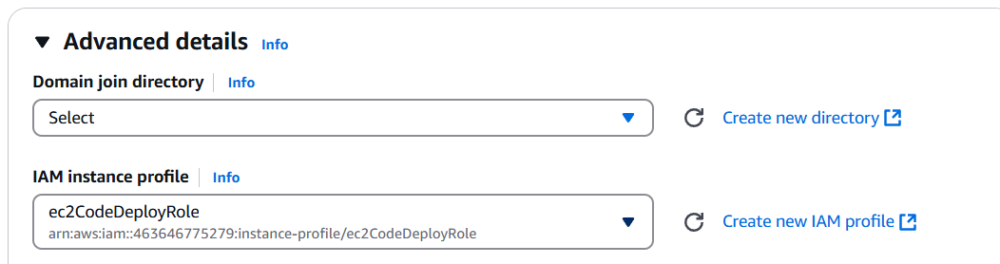 Advanced details Info
Domain join directory Info
Select
Create new directory
IAM instance profile Info
ec2CodeDeployRole
arn:aws:iam::463646775279:instance-profile/ec2CodeDeployRole
Create new IAM profile